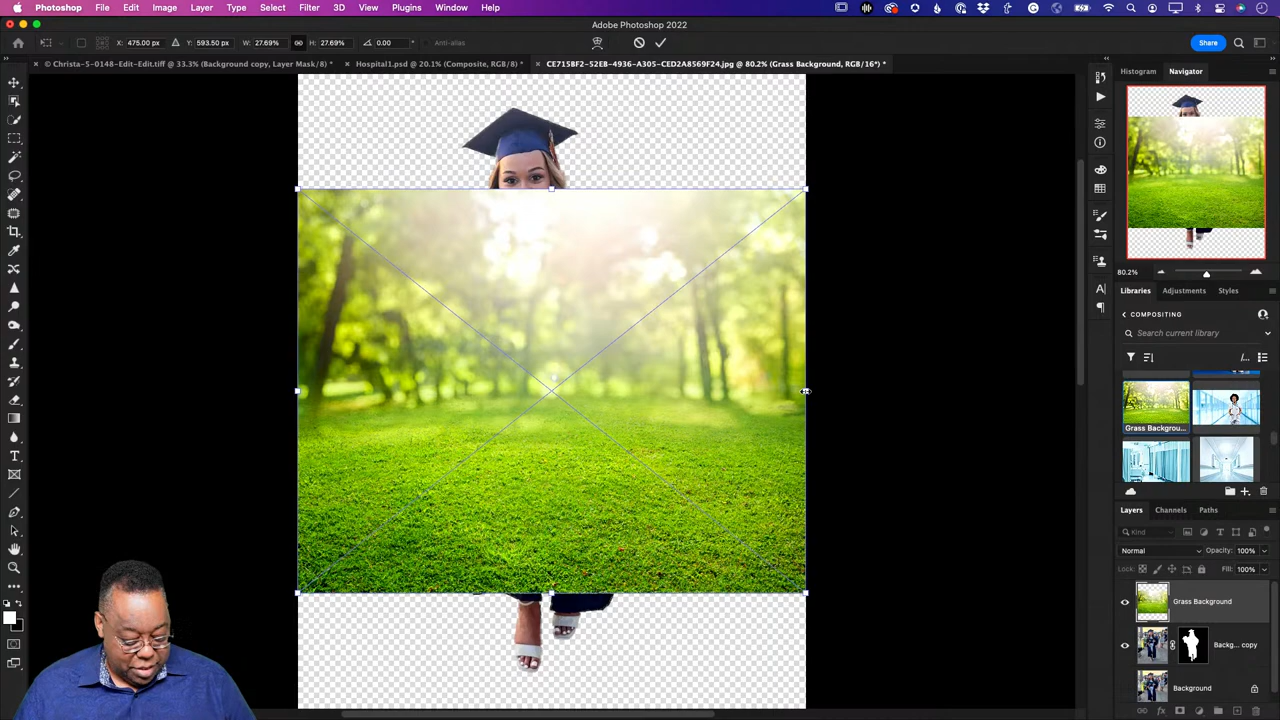 Photoshop File Edit Image Layer Type Select Filter 3D View Plugins Window Help
Adobe Photoshop 2022
X: 475.00 px Y: 593.50 px W: 27.69% H: 27.69% 0.00 ° Anti-alias Share
© Christa-5-0148-Edit-Edit.tiff @ 33.3% (Background copy, Layer Mask/8) * Hospital1.psd @ 20.1% (Composite, RGB/8) * CE715BF2-52EB-4936-A305-CED2A8569F24.jpg @ 80.2% (Grass Background, RGB/16*) *
Histogram Navigator
80.2%
Libraries Adjustments Styles
COMPOSITING
Search current library
Grass Backgrou...
Layers Channels Paths
Kind
Normal Opacity: 100%
Lock: Fill: 100%
Grass Background
Backg... copy
Background